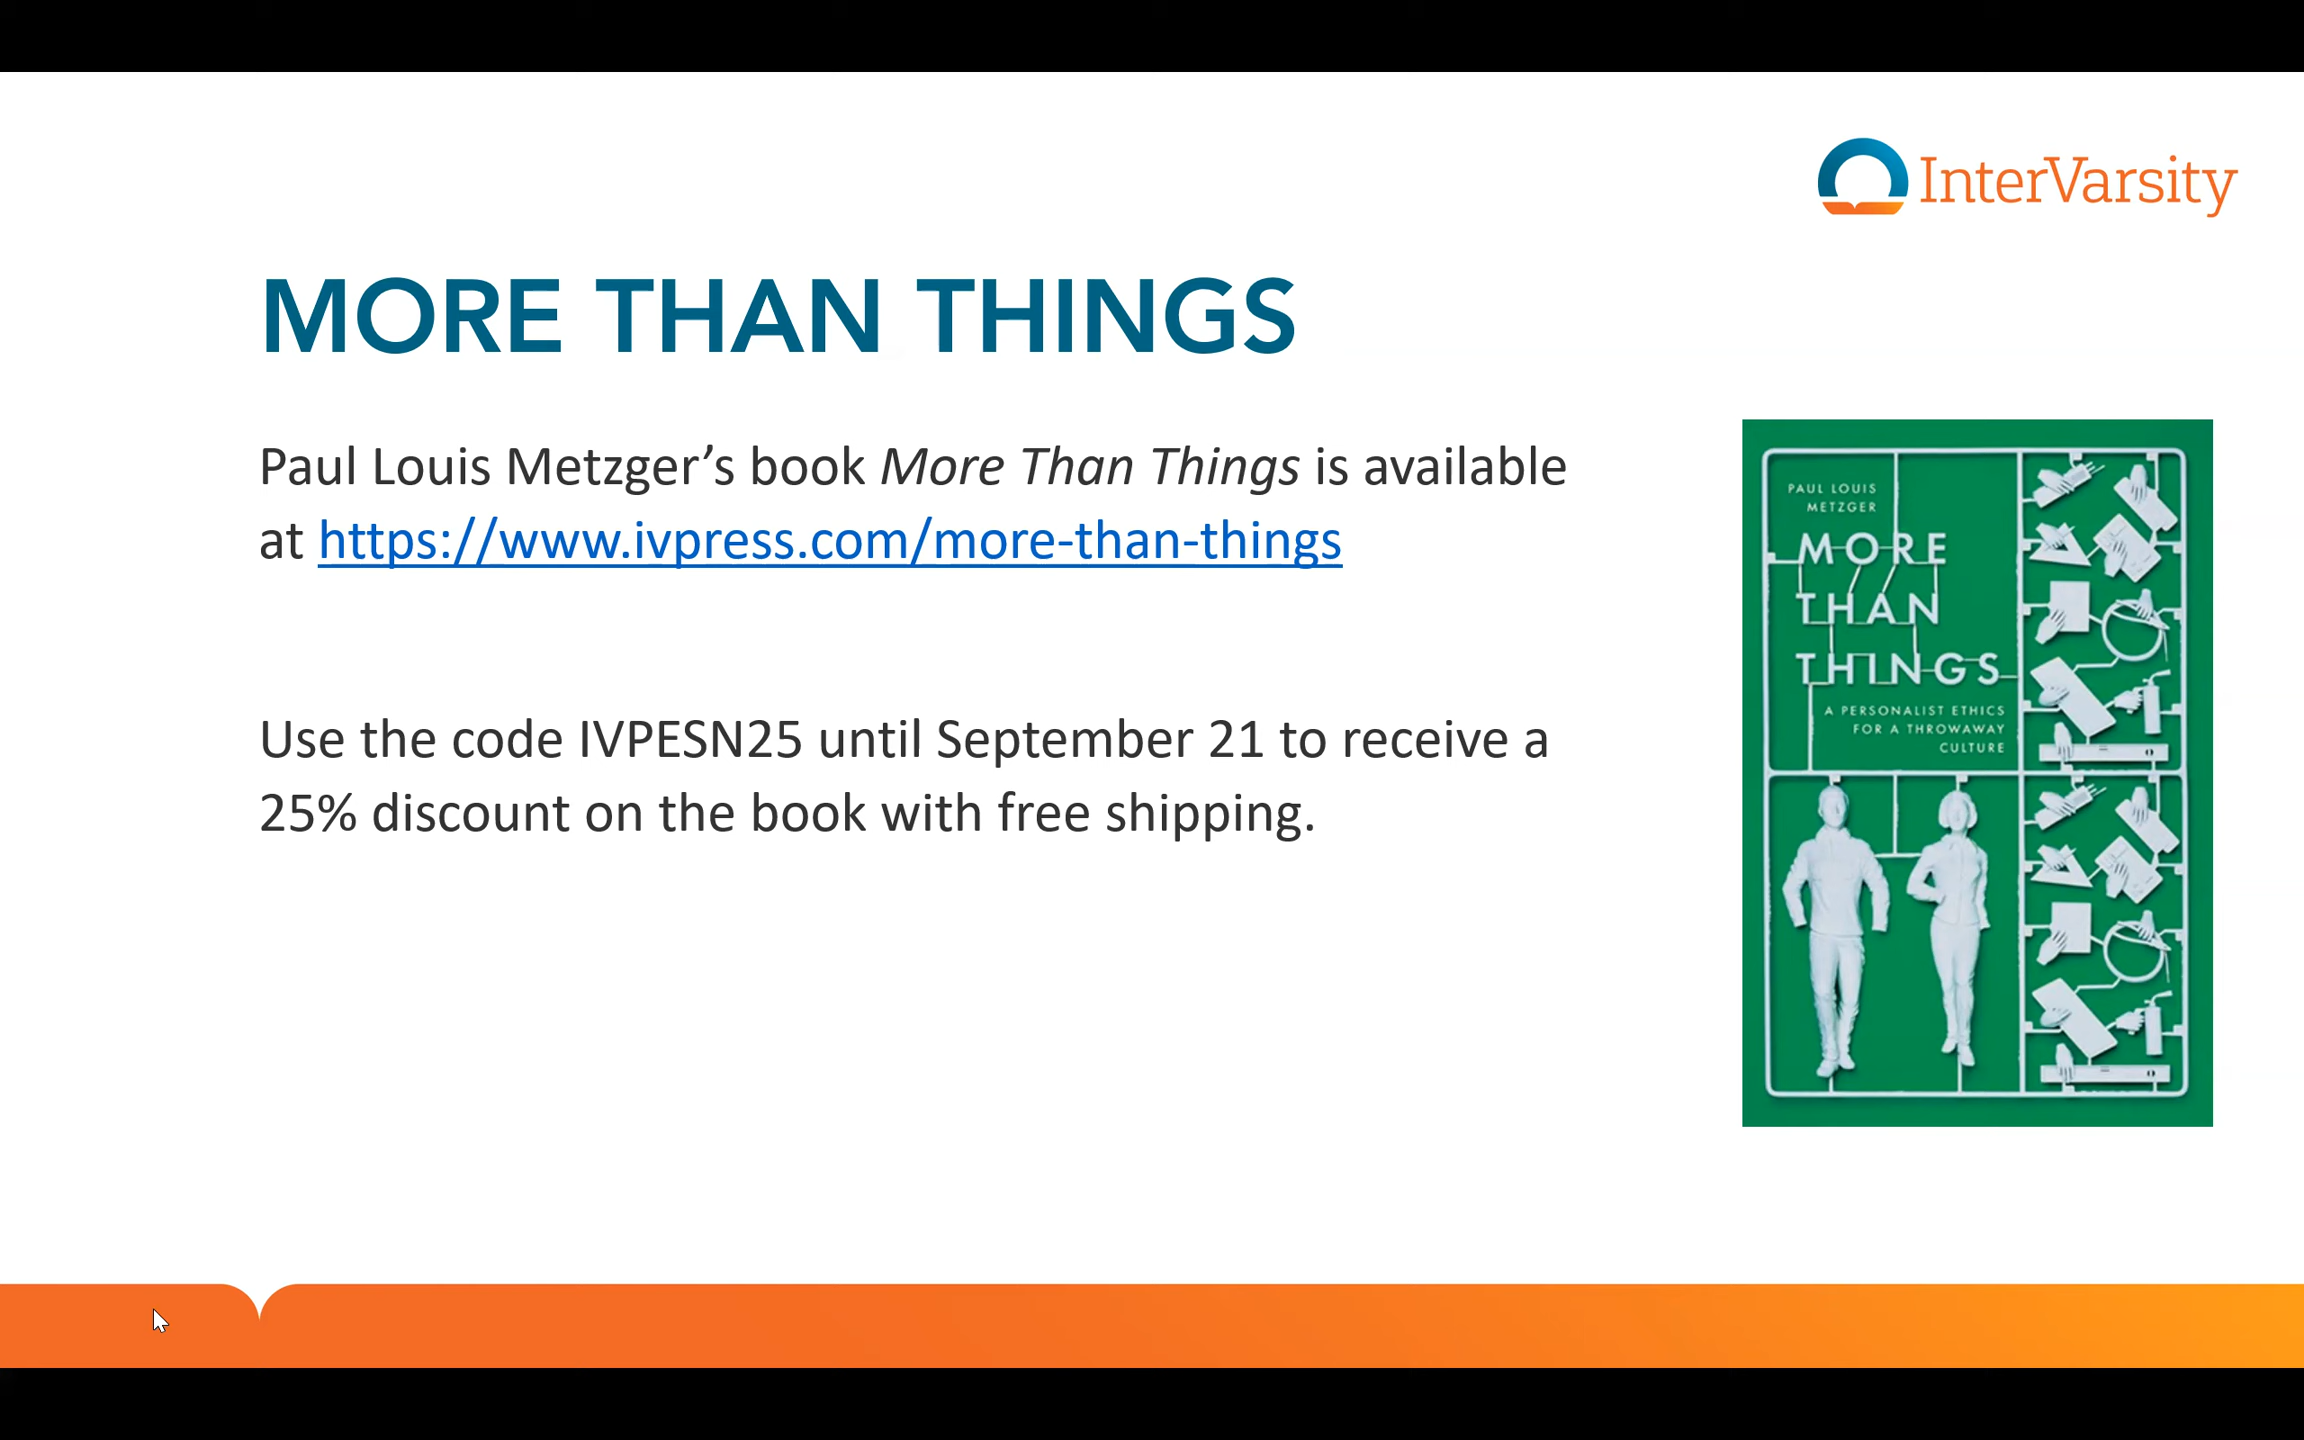 InterVarsity
MORE THAN THINGS
Paul Louis Metzger’s book More Than Things is available
at https://www.ivpress.com/more-than-things
Use the code IVPESN25 until September 21 to receive a
25% discount on the book with free shipping.
PAUL LOUIS
METZGER
MORE
THAN
THINGS
A PERSONALIST ETHICS
FOR A THROWAWAY
CULTURE